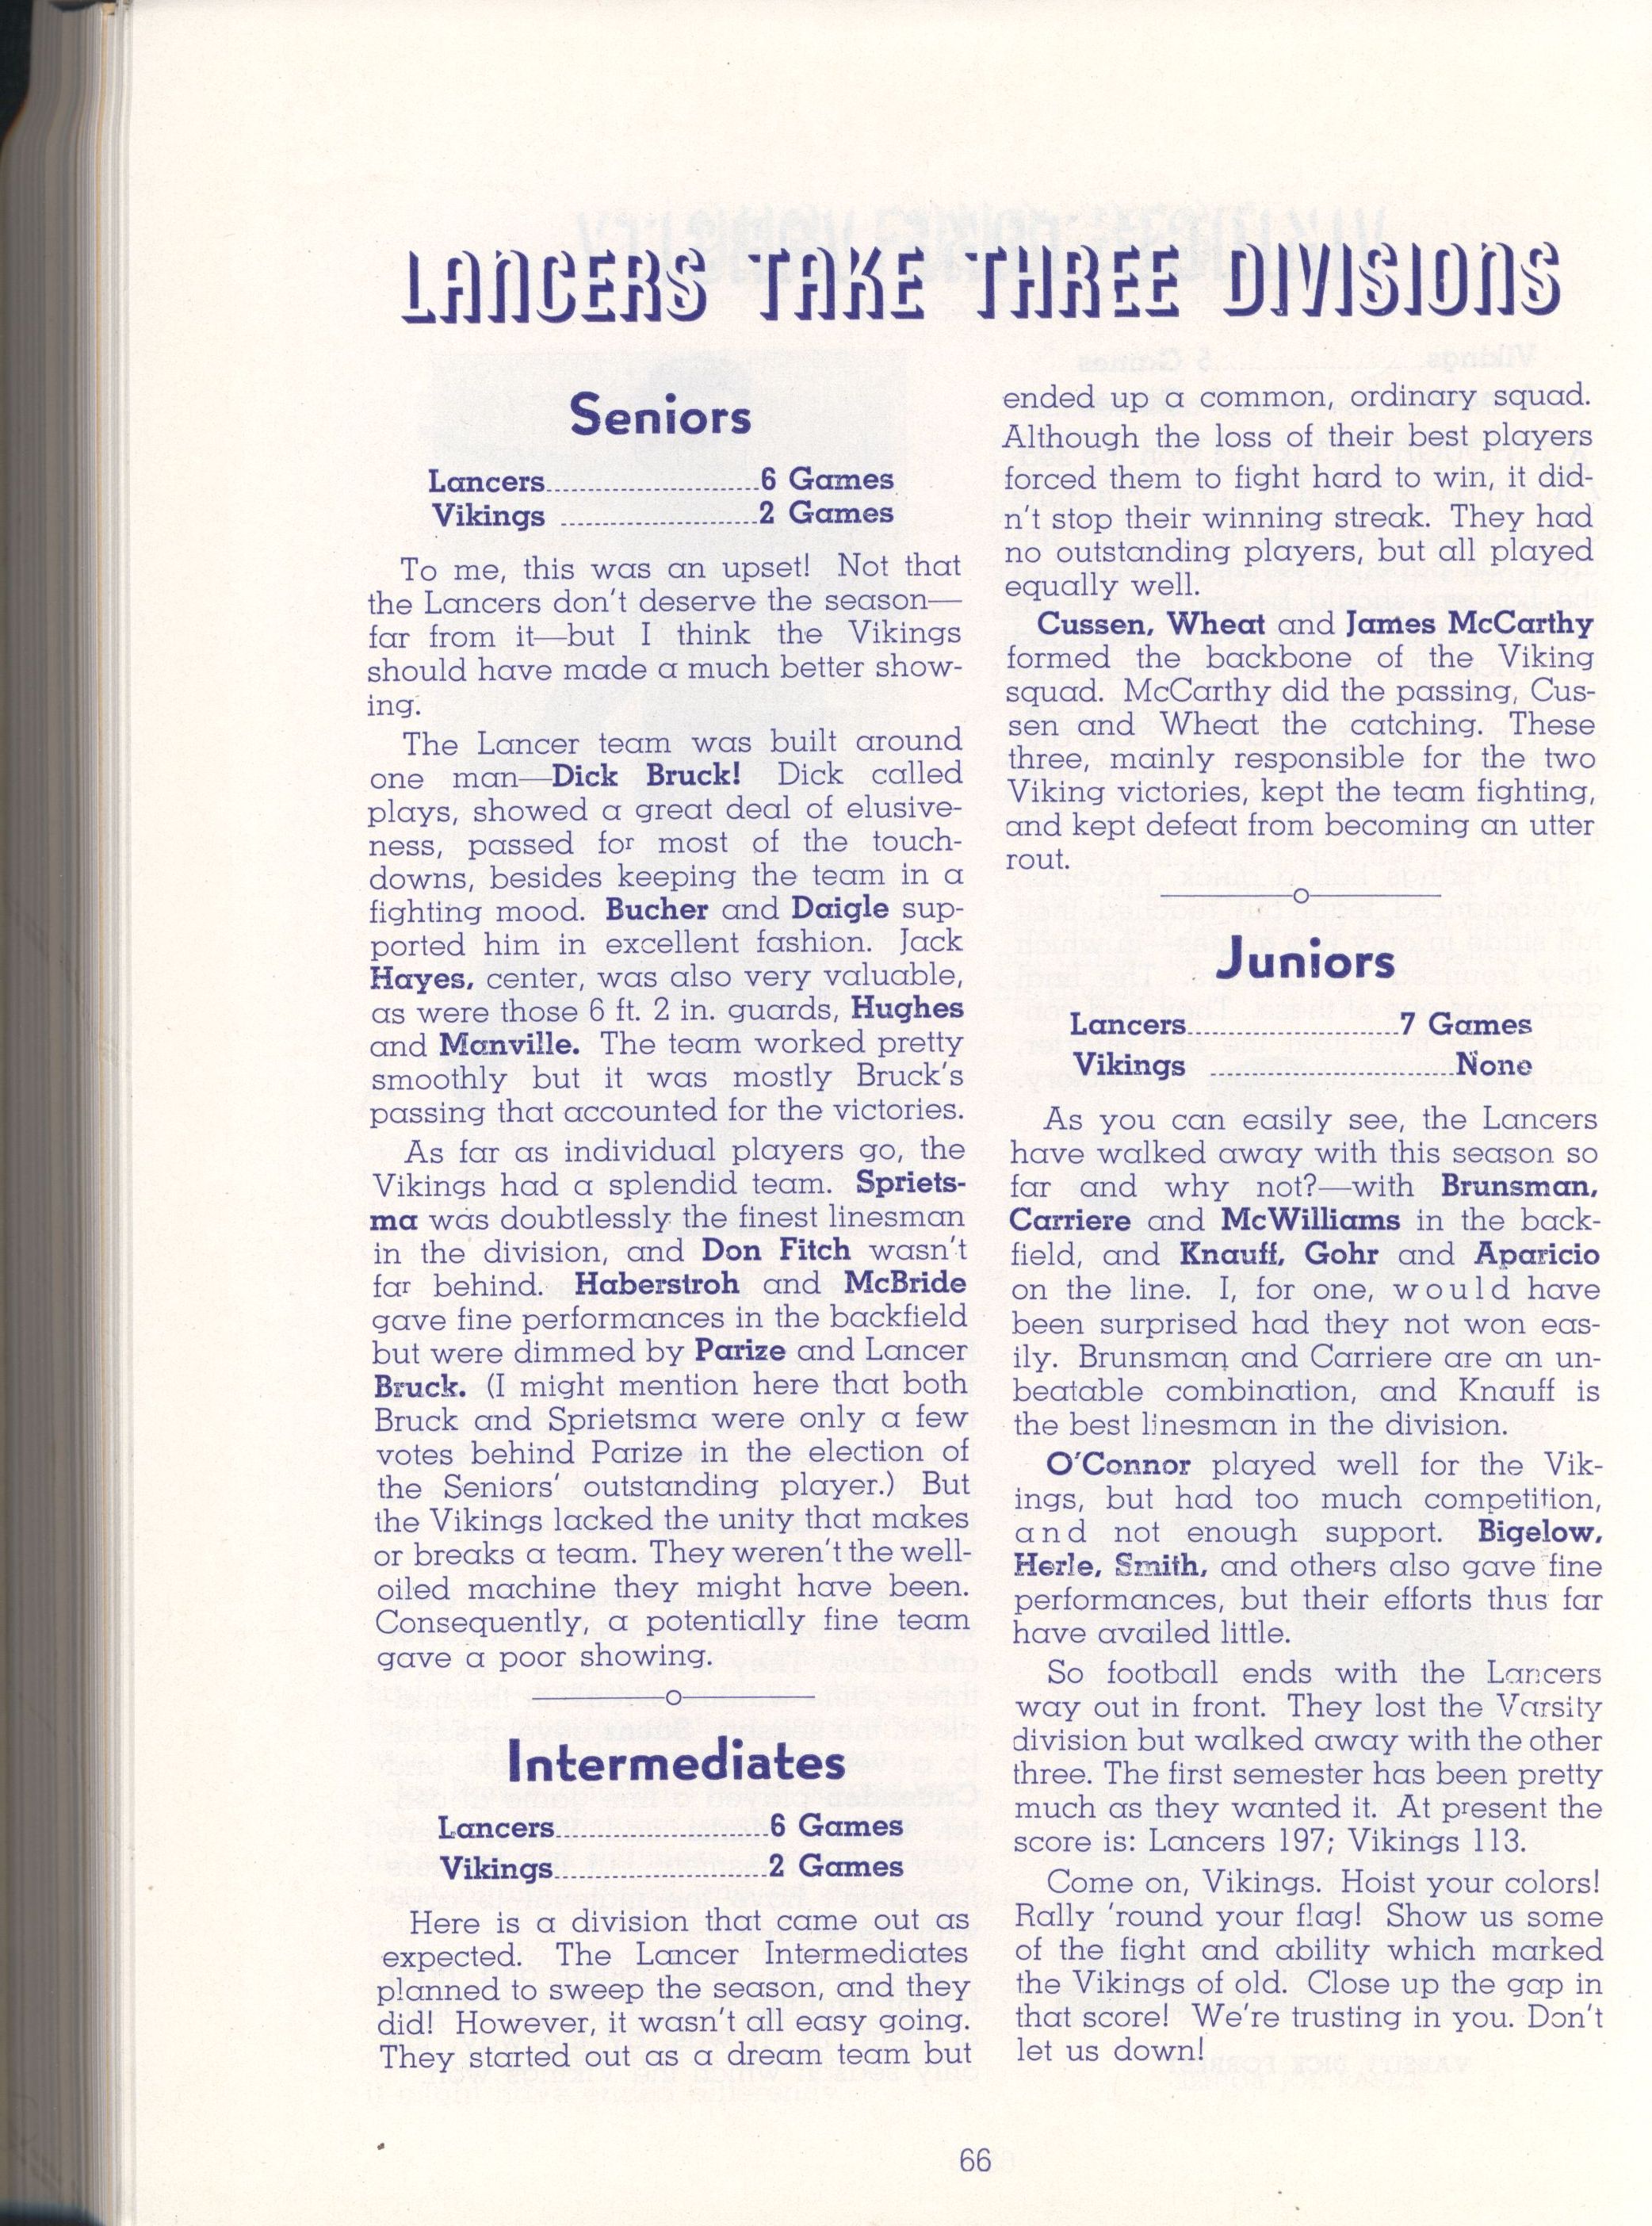 LANCERS TAKE THREE DIVISIONS
Seniors
Lancers..............................6 Games
Vikings ............................2 Games
To me, this was an upset! Not that
the Lancers don't deserve the season—
far from it—but I think the Vikings
should have made a much better show-
ing.
The Lancer team was built around
one man—Dick Bruck! Dick called
plays, showed a great deal of elusive-
ness, passed for most of the touch-
downs, besides keeping the team in a
fighting mood. Bucher and Daigle sup-
ported him in excellent fashion. Jack
Hayes, center, was also very valuable,
as were those 6 ft. 2 in. guards, Hughes
and Manville. The team worked pretty
smoothly but it was mostly Bruck's
passing that accounted for the victories.
As far as individual players go, the
Vikings had a splendid team. Spriets-
ma was doubtlessly the finest linesman
in the division, and Don Fitch wasn't
far behind. Haberstroh and McBride
gave fine performances in the backfield
but were dimmed by Parize and Lancer
Bruck. (I might mention here that both
Bruck and Sprietsma were only a few
votes behind Parize in the election of
the Seniors' outstanding player.) But
the Vikings lacked the unity that makes
or breaks a team. They weren't the well-
oiled machine they might have been.
Consequently, a potentially fine team
gave a poor showing.
Intermediates
Lancers..............................6 Games
Vikings..............................2 Games
Here is a division that came out as
expected. The Lancer Intermediates
planned to sweep the season, and they
did! However, it wasn't all easy going.
They started out as a dream team but
ended up a common, ordinary squad.
Although the loss of their best players
forced them to fight hard to win, it did-
n't stop their winning streak. They had
no outstanding players, but all played
equally well.
Cussen, Wheat and James McCarthy
formed the backbone of the Viking
squad. McCarthy did the passing, Cus-
sen and Wheat the catching. These
three, mainly responsible for the two
Viking victories, kept the team fighting,
and kept defeat from becoming an utter
rout.
Juniors
Lancers..............................7 Games
Vikings ..................................None
As you can easily see, the Lancers
have walked away with this season so
far and why not?—with Brunsman,
Carriere and McWilliams in the back-
field, and Knauff, Gohr and Aparicio
on the line. I, for one, would have
been surprised had they not won eas-
ily. Brunsman and Carriere are an un-
beatable combination, and Knauff is
the best linesman in the division.
O'Connor played well for the Vik-
ings, but had too much competition,
and not enough support. Bigelow,
Herle, Smith, and others also gave fine
performances, but their efforts thus far
have availed little.
So football ends with the Lancers
way out in front. They lost the Varsity
division but walked away with the other
three. The first semester has been pretty
much as they wanted it. At present the
score is: Lancers 197; Vikings 113.
Come on, Vikings. Hoist your colors!
Rally 'round your flag! Show us some
of the fight and ability which marked
the Vikings of old. Close up the gap in
that score! We're trusting in you. Don't
let us down!
66